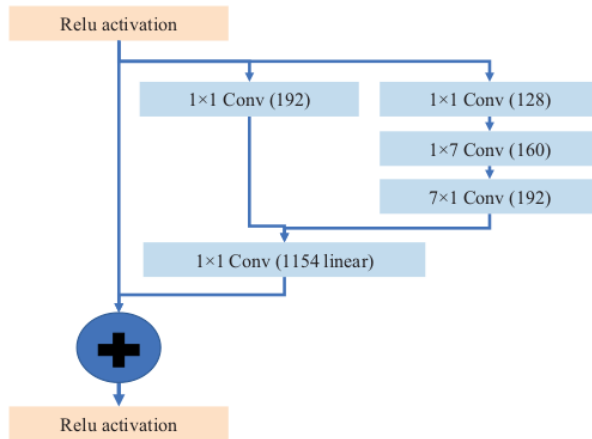 Relu activation
1×1 Conv (192)
1×1 Conv (128)
1×7 Conv (160)
7×1 Conv (192)
1×1 Conv (1154 linear)
Relu activation